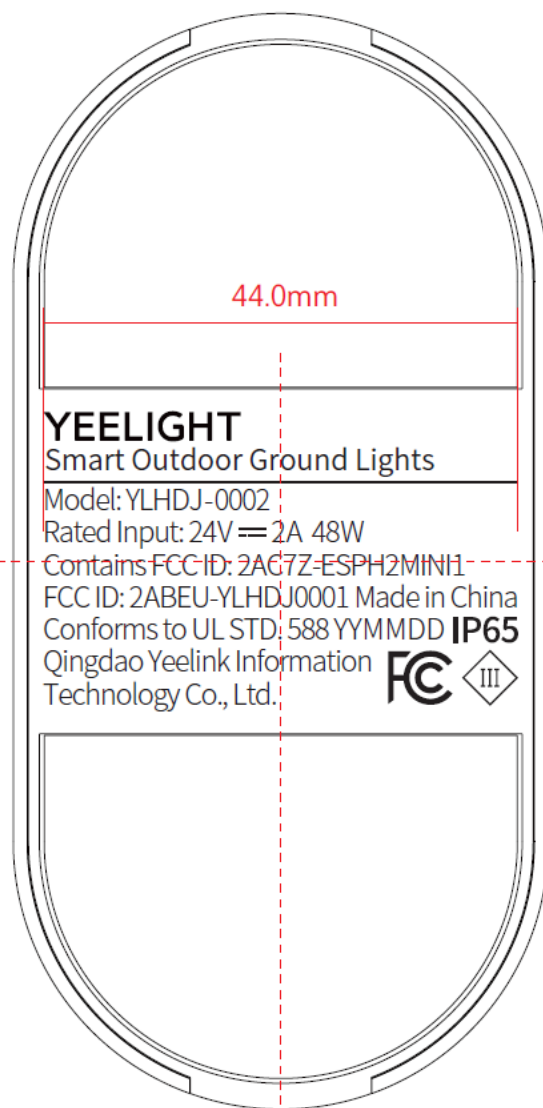 44.0mm
YEELIGHT
Smart Outdoor Ground Lights
Model: YLHDJ-0002
Rated Input: 24V ⎓ 2A 48W
Contains FCC ID: 2AC7Z-ESPH2MINI1
FCC ID: 2ABEU-YLHDJ0001 Made in China
Conforms to UL STD. 588 YYMMDD IP65
Qingdao Yeelink Information
Technology Co., Ltd.
FC III